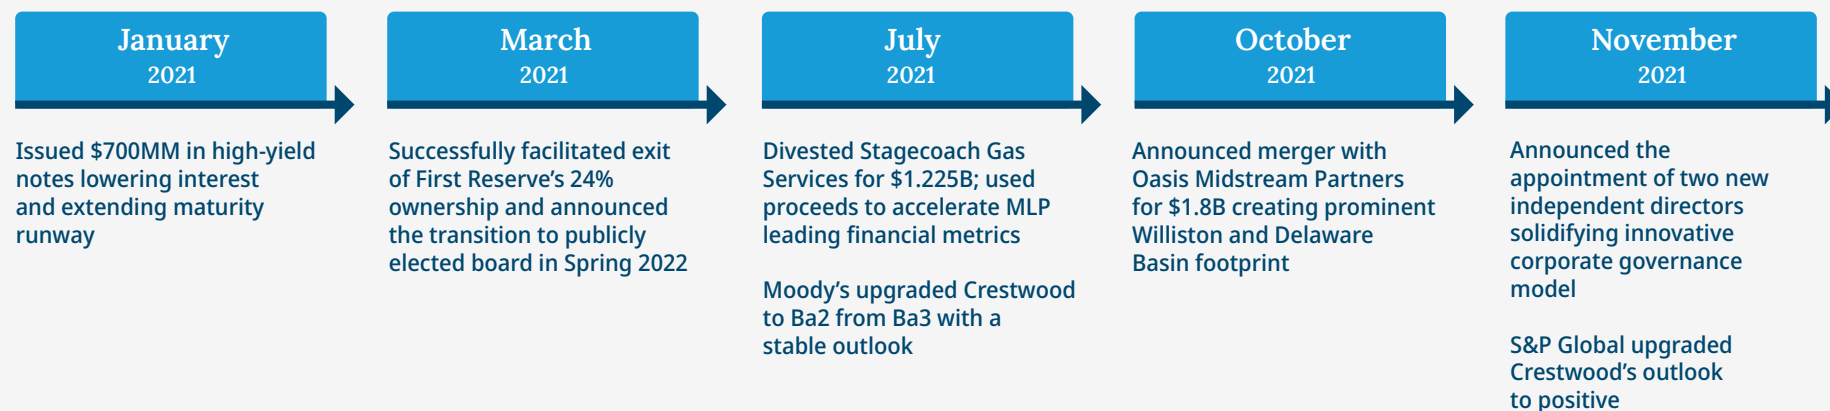 January
2021
Issued $700MM in high-yield
notes lowering interest
and extending maturity
runway
March
2021
Successfully facilitated exit
of First Reserve’s 24%
ownership and announced
the transition to publicly
elected board in Spring 2022
July
2021
Divested Stagecoach Gas
Services for $1.225B; used
proceeds to accelerate MLP
leading financial metrics
Moody’s upgraded Crestwood
to Ba2 from Ba3 with a
stable outlook
October
2021
Announced merger with
Oasis Midstream Partners
for $1.8B creating prominent
Williston and Delaware
Basin footprint
November
2021
Announced the
appointment of two new
independent directors
solidifying innovative
corporate governance
model
S&P Global upgraded
Crestwood’s outlook
to positive